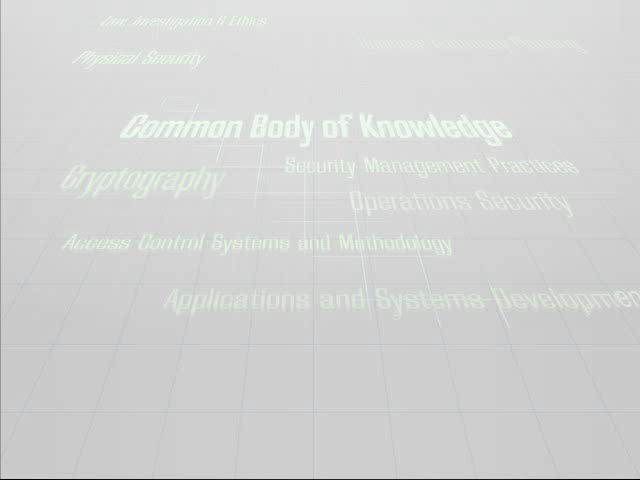 Law, Investigation & Ethics
Physical Security
Common Body of Knowledge
Security Management Practices
Cryptography
Operations Security
Access Control Systems and Methodology
Applications and Systems Developmen